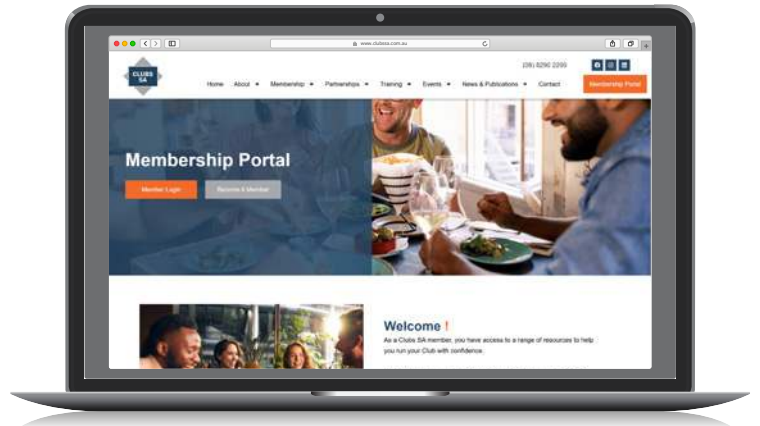 www.clubssa.com.au
CLUBS
SA
(08) 8290 2200
Home About Membership Partnerships Training Events News & Publications Contact
Membership Portal
Membership Portal
Member Login
Become A Member
Welcome !
As a Clubs SA member, you have access to a range of resources to help
you run your Club with confidence.